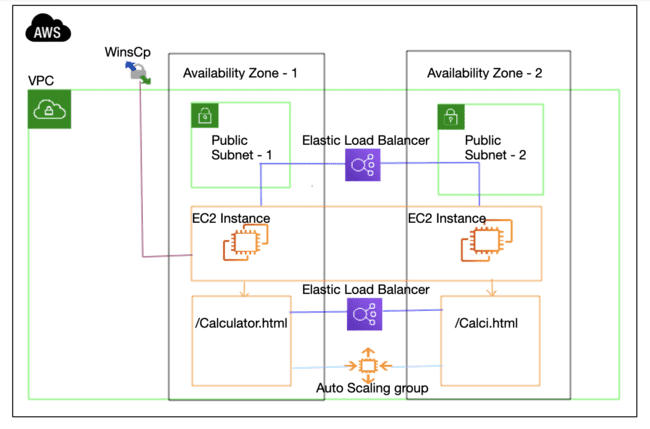 AWS
WinsCp
VPC
Availability Zone - 1
Availability Zone - 2
Public
Subnet - 1
Elastic Load Balancer
Public
Subnet - 2
EC2 Instance
EC2 Instance
Elastic Load Balancer
/Calculator.html
/Calci.html
Auto Scaling group